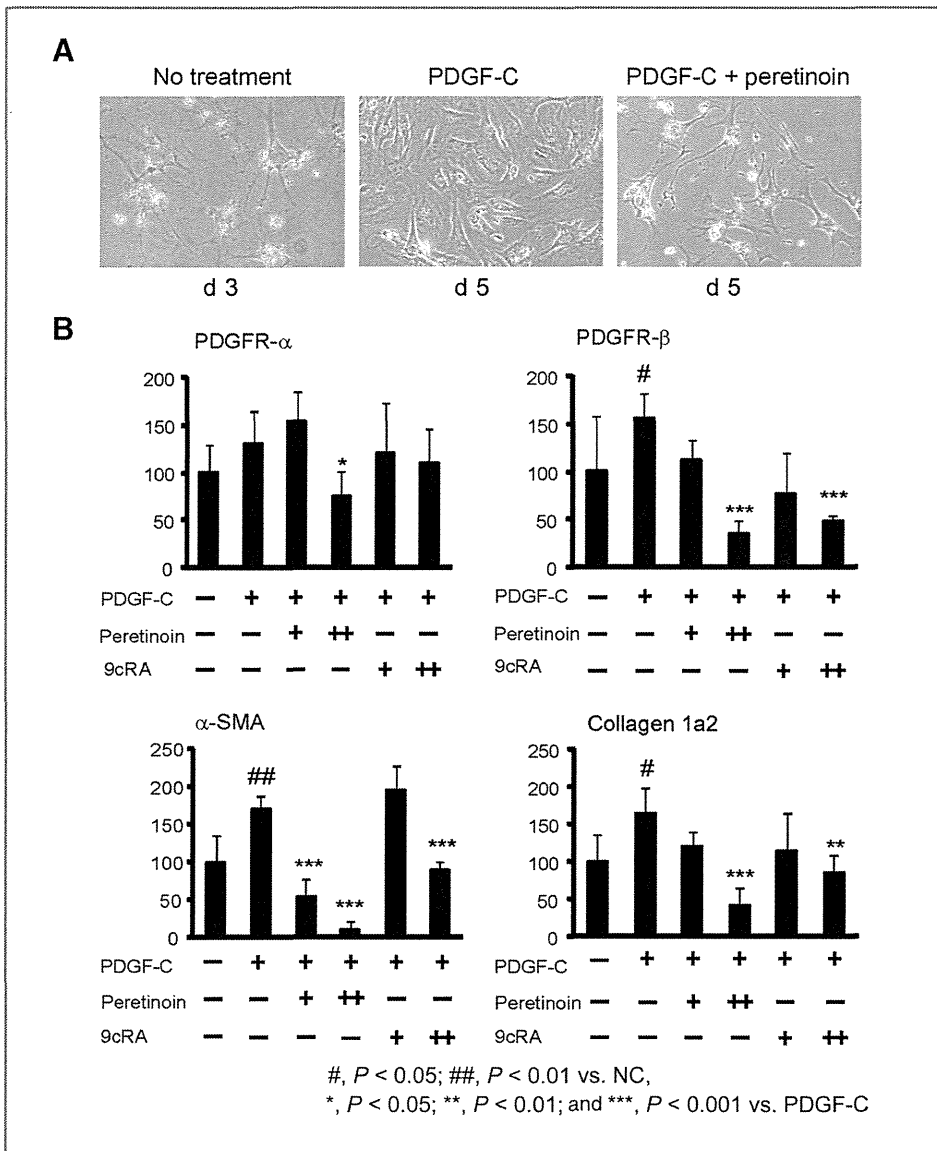 A
No treatment
PDGF-C
PDGF-C + peretinoin
d 3
d 5
d 5
B
PDGFR-α
200
150
100
50
0
*
PDGF-C − + + + + +
Peretinoin − − + ++ − −
9cRA − − − − + ++
PDGFR-β
200
150
100
50
0
#
***
***
PDGF-C − + + + + +
Peretinoin − − + ++ − −
9cRA − − − − + ++
α-SMA
250
200
150
100
50
0
##
***
***
***
PDGF-C − + + + + +
Peretinoin − − + ++ − −
9cRA − − − − + ++
Collagen 1a2
250
200
150
100
50
0
#
***
**
PDGF-C − + + + + +
Peretinoin − − + ++ − −
9cRA − − − − + ++
#, P < 0.05; ##, P < 0.01 vs. NC,
*, P < 0.05; **, P < 0.01; and ***, P < 0.001 vs. PDGF-C